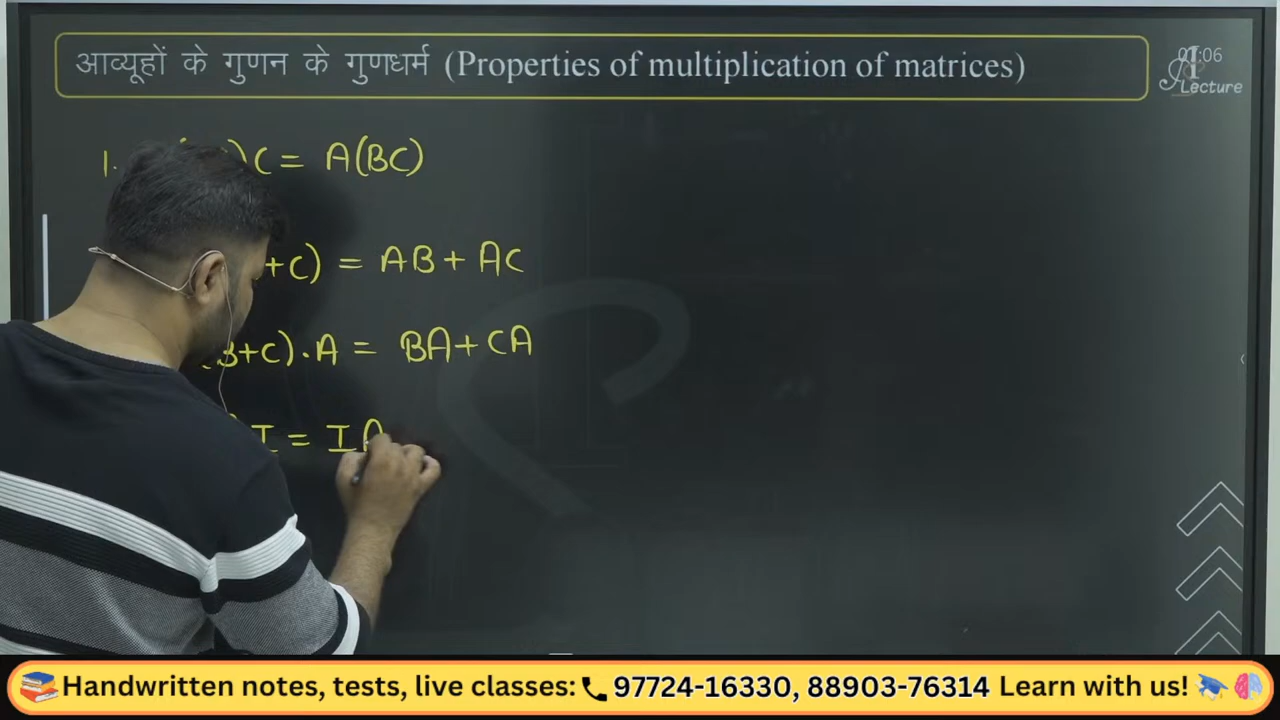 आव्यूहों के गुणन के गुणधर्म (Properties of multiplication of matrices)
01:06
Lecture
1. C = A(BC)
+C) = AB + AC
B+C)·A = BA + CA
I = IA
Handwritten notes, tests, live classes: 97724-16330, 88903-76314 Learn with us!